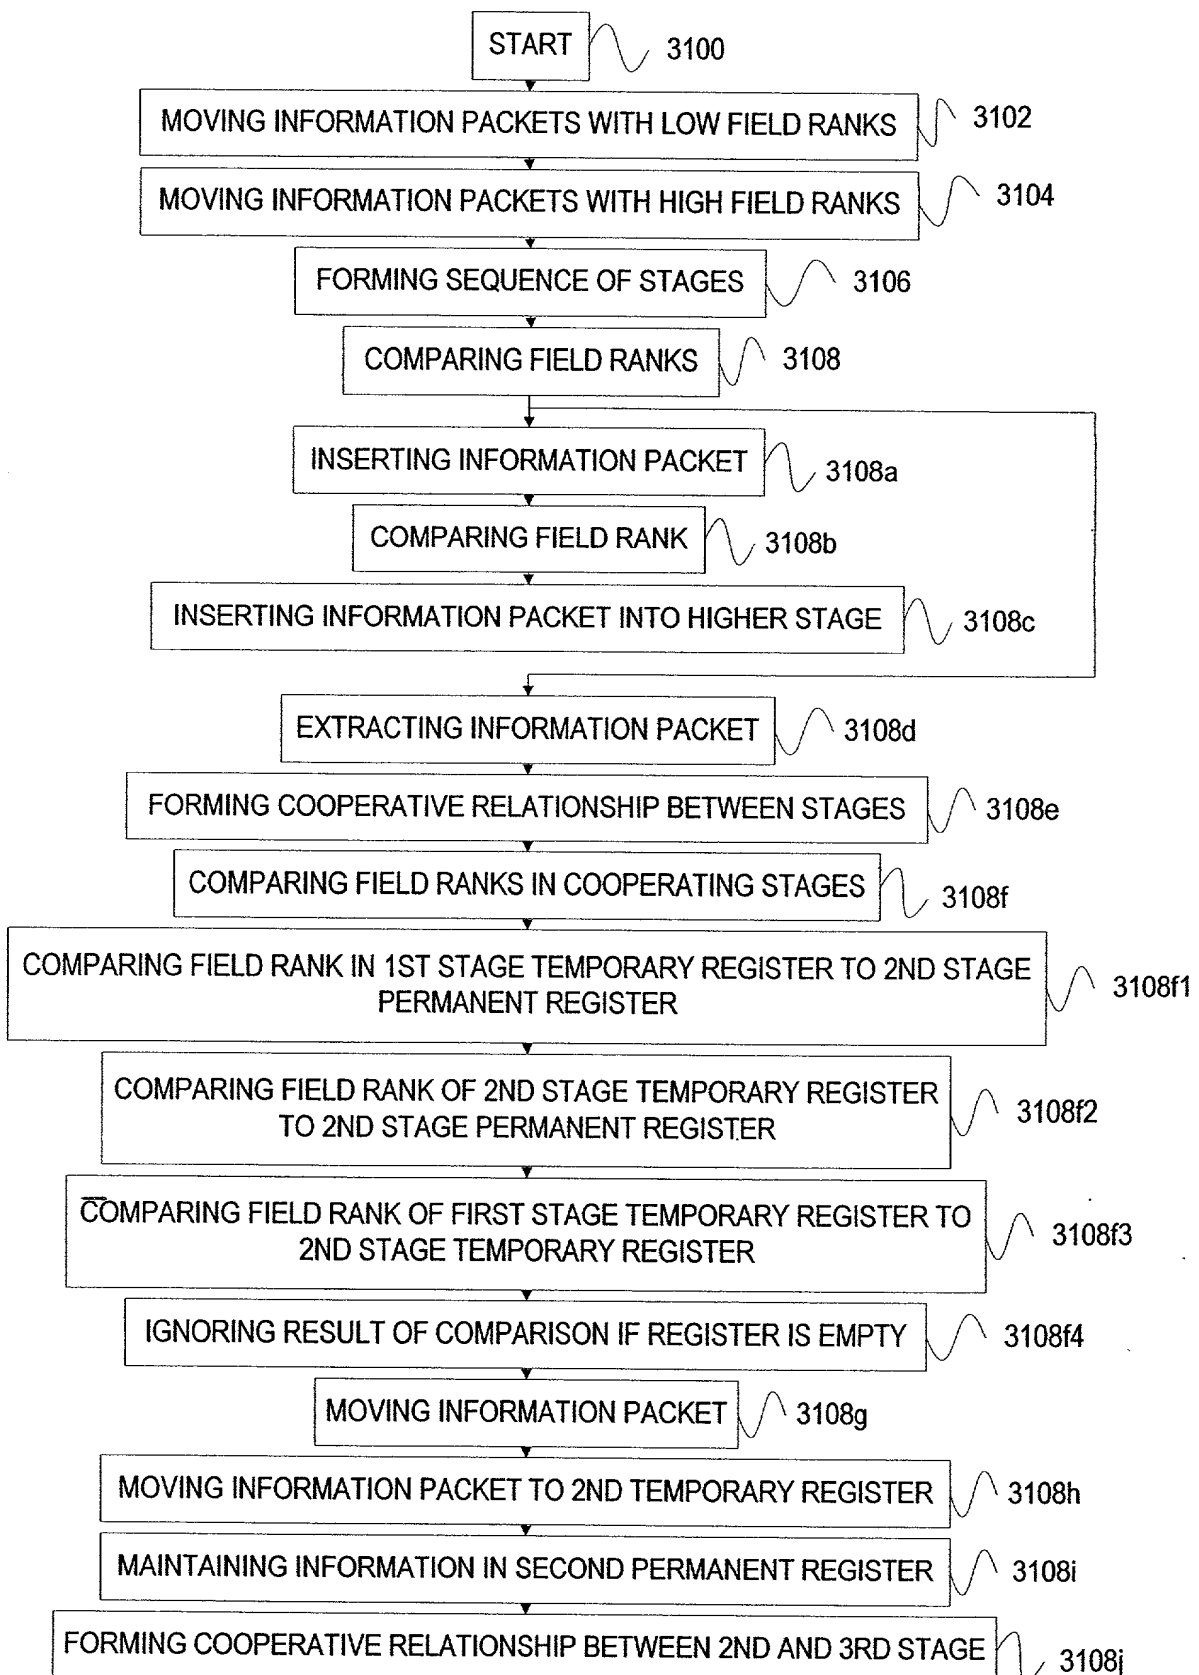 START
3100
MOVING INFORMATION PACKETS WITH LOW FIELD RANKS
3102
MOVING INFORMATION PACKETS WITH HIGH FIELD RANKS
3104
FORMING SEQUENCE OF STAGES
3106
COMPARING FIELD RANKS
3108
INSERTING INFORMATION PACKET
3108a
COMPARING FIELD RANK
3108b
INSERTING INFORMATION PACKET INTO HIGHER STAGE
3108c
EXTRACTING INFORMATION PACKET
3108d
FORMING COOPERATIVE RELATIONSHIP BETWEEN STAGES
3108e
COMPARING FIELD RANKS IN COOPERATING STAGES
3108f
COMPARING FIELD RANK IN 1ST STAGE TEMPORARY REGISTER TO 2ND STAGE
PERMANENT REGISTER
3108f1
COMPARING FIELD RANK OF 2ND STAGE TEMPORARY REGISTER
TO 2ND STAGE PERMANENT REGISTER
3108f2
COMPARING FIELD RANK OF FIRST STAGE TEMPORARY REGISTER TO
2ND STAGE TEMPORARY REGISTER
3108f3
IGNORING RESULT OF COMPARISON IF REGISTER IS EMPTY
3108f4
MOVING INFORMATION PACKET
3108g
MOVING INFORMATION PACKET TO 2ND TEMPORARY REGISTER
3108h
MAINTAINING INFORMATION IN SECOND PERMANENT REGISTER
3108i
FORMING COOPERATIVE RELATIONSHIP BETWEEN 2ND AND 3RD STAGE
3108j